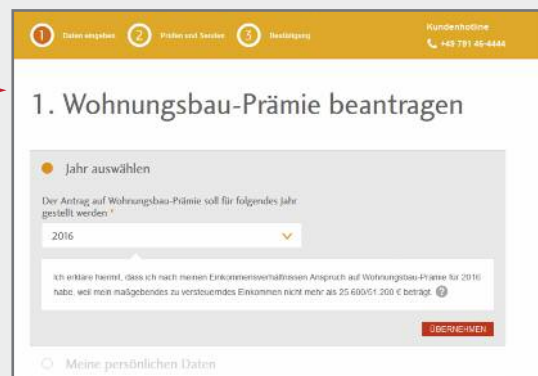 1 Daten eingeben 2 Prüfen und Senden 3 Bestätigung
Kundenhotline
+49 791 46-4444
1. Wohnungsbau-Prämie beantragen
Jahr auswählen
Der Antrag auf Wohnungsbau-Prämie soll für folgendes Jahr
gestellt werden *
2016
Ich erkläre hiermit, dass ich nach meinen Einkommensverhältnissen Anspruch auf Wohnungsbau-Prämie für 2016
habe, weil mein maßgebendes zu versteuerndes Einkommen nicht mehr als 25.600/51.200 € beträgt. ?
ÜBERNEHMEN
Meine persönlichen Daten